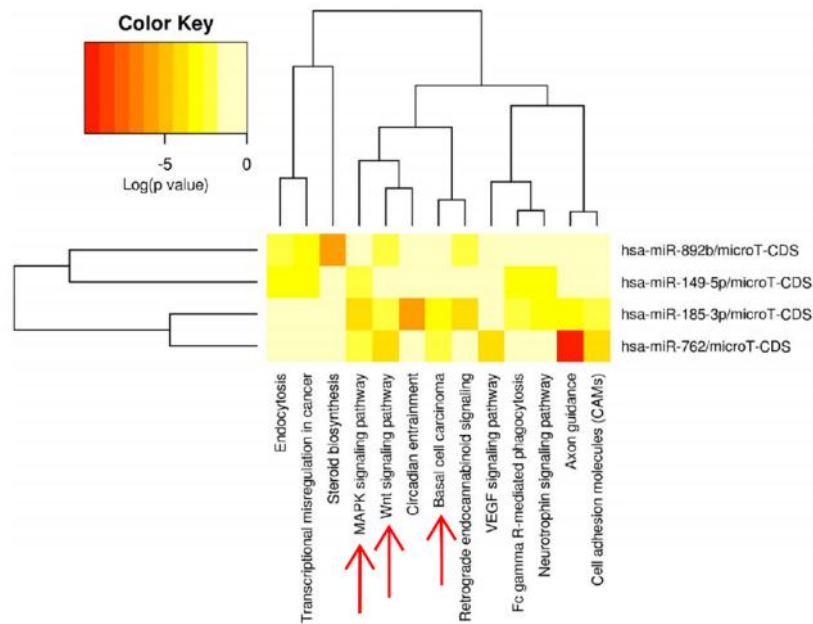 Color Key
-5
0
Log(p value)
hsa-miR-892b/microT-CDS
hsa-miR-149-5p/microT-CDS
hsa-miR-185-3p/microT-CDS
hsa-miR-762/microT-CDS
Endocytosis
Transcriptional misregulation in cancer
Steroid biosynthesis
MAPK signaling pathway
Wnt signaling pathway
Circadian entrainment
Basal cell carcinoma
Retrograde endocannabinoid signaling
VEGF signaling pathway
Fc gamma R-mediated phagocytosis
Neurotrophin signaling pathway
Axon guidance
Cell adhesion molecules (CAMs)